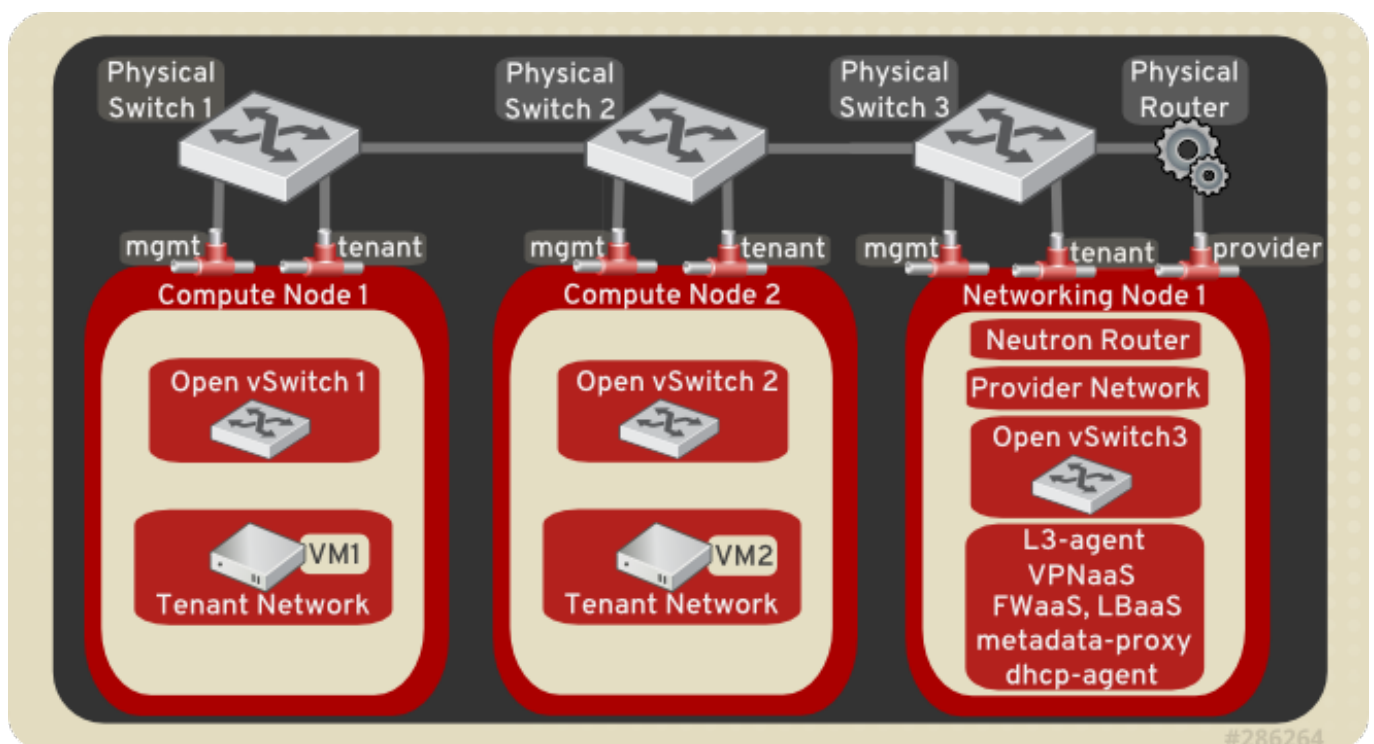 Physical
Switch 1
Physical
Switch 2
Physical
Switch 3
Physical
Router
mgmt
tenant
mgmt
tenant
mgmt
tenant
provider
Compute Node 1
Open vSwitch 1
VM1
Tenant Network
Compute Node 2
Open vSwitch 2
VM2
Tenant Network
Networking Node 1
Neutron Router
Provider Network
Open vSwitch3
L3-agent
VPNaaS
FWaaS, LBaaS
metadata-proxy
dhcp-agent
#286264